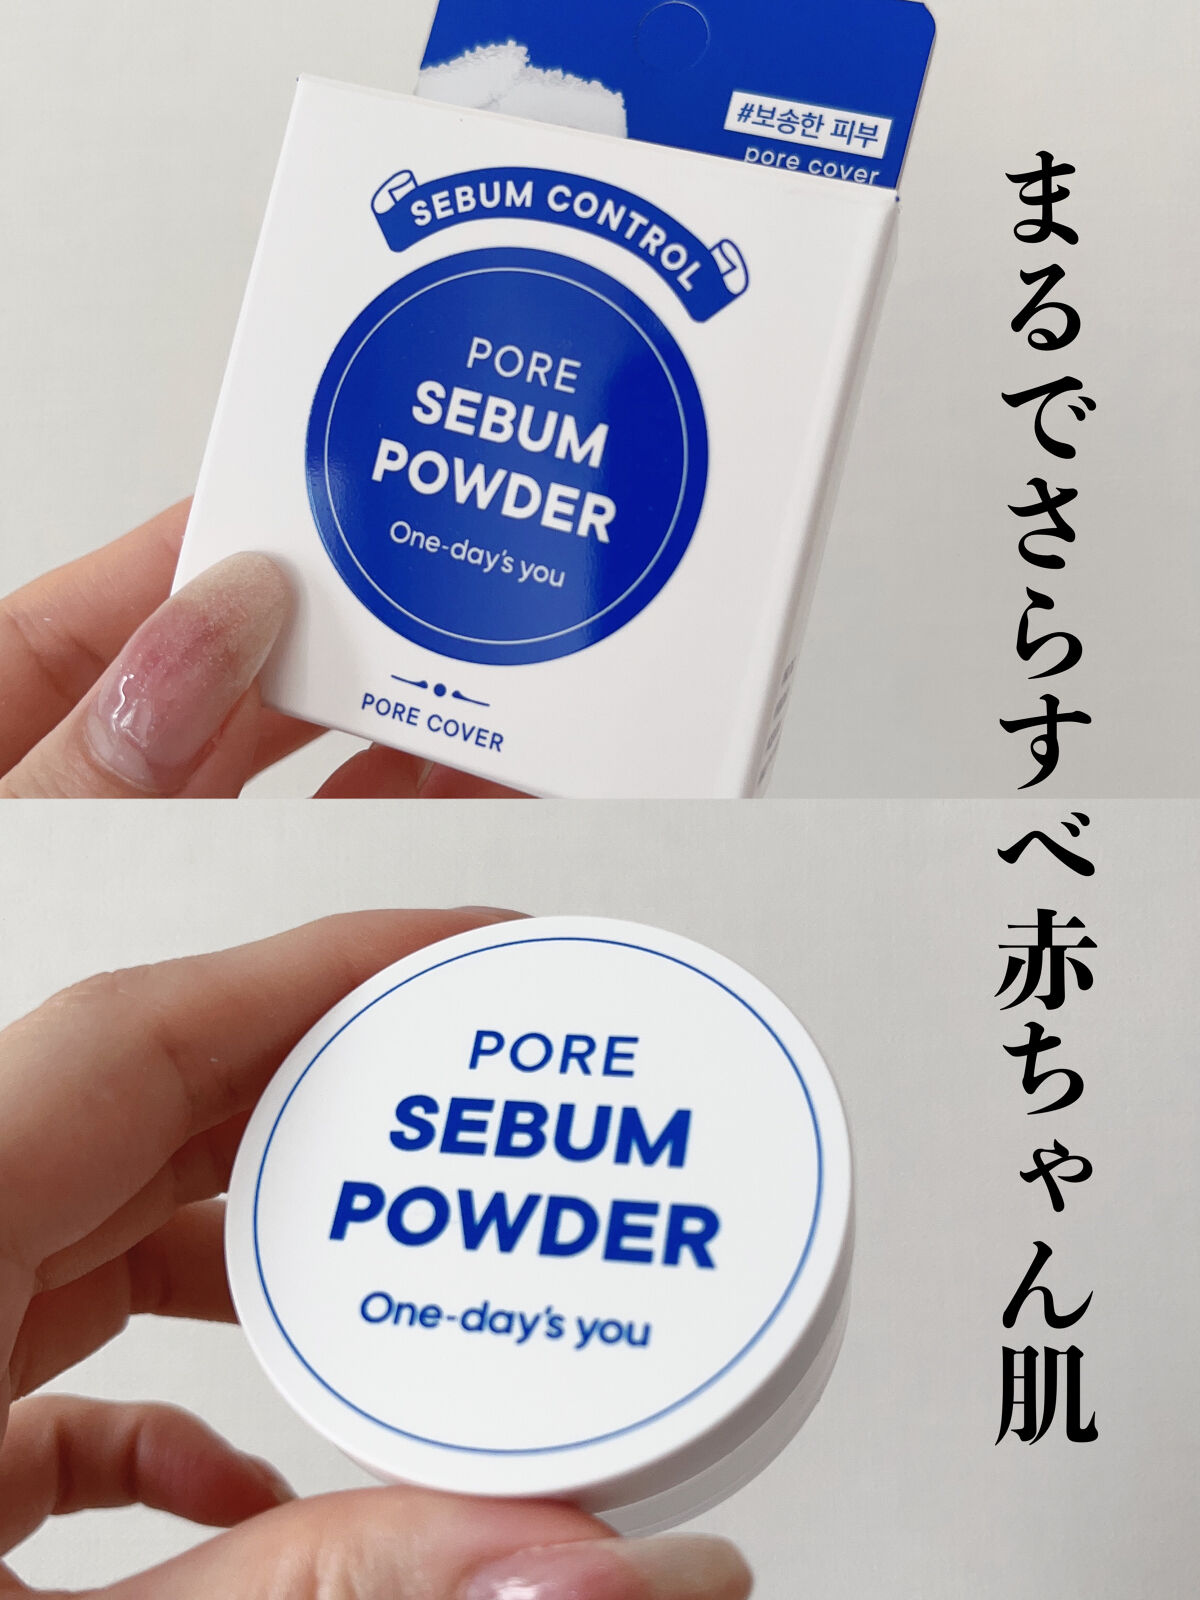 #보송한 피부
pore cover
SEBUM CONTROL
PORE
SEBUM
POWDER
One-day's you
PORE COVER
まるでさらすべ赤ちゃん肌
PORE
SEBUM
POWDER
One-day's you